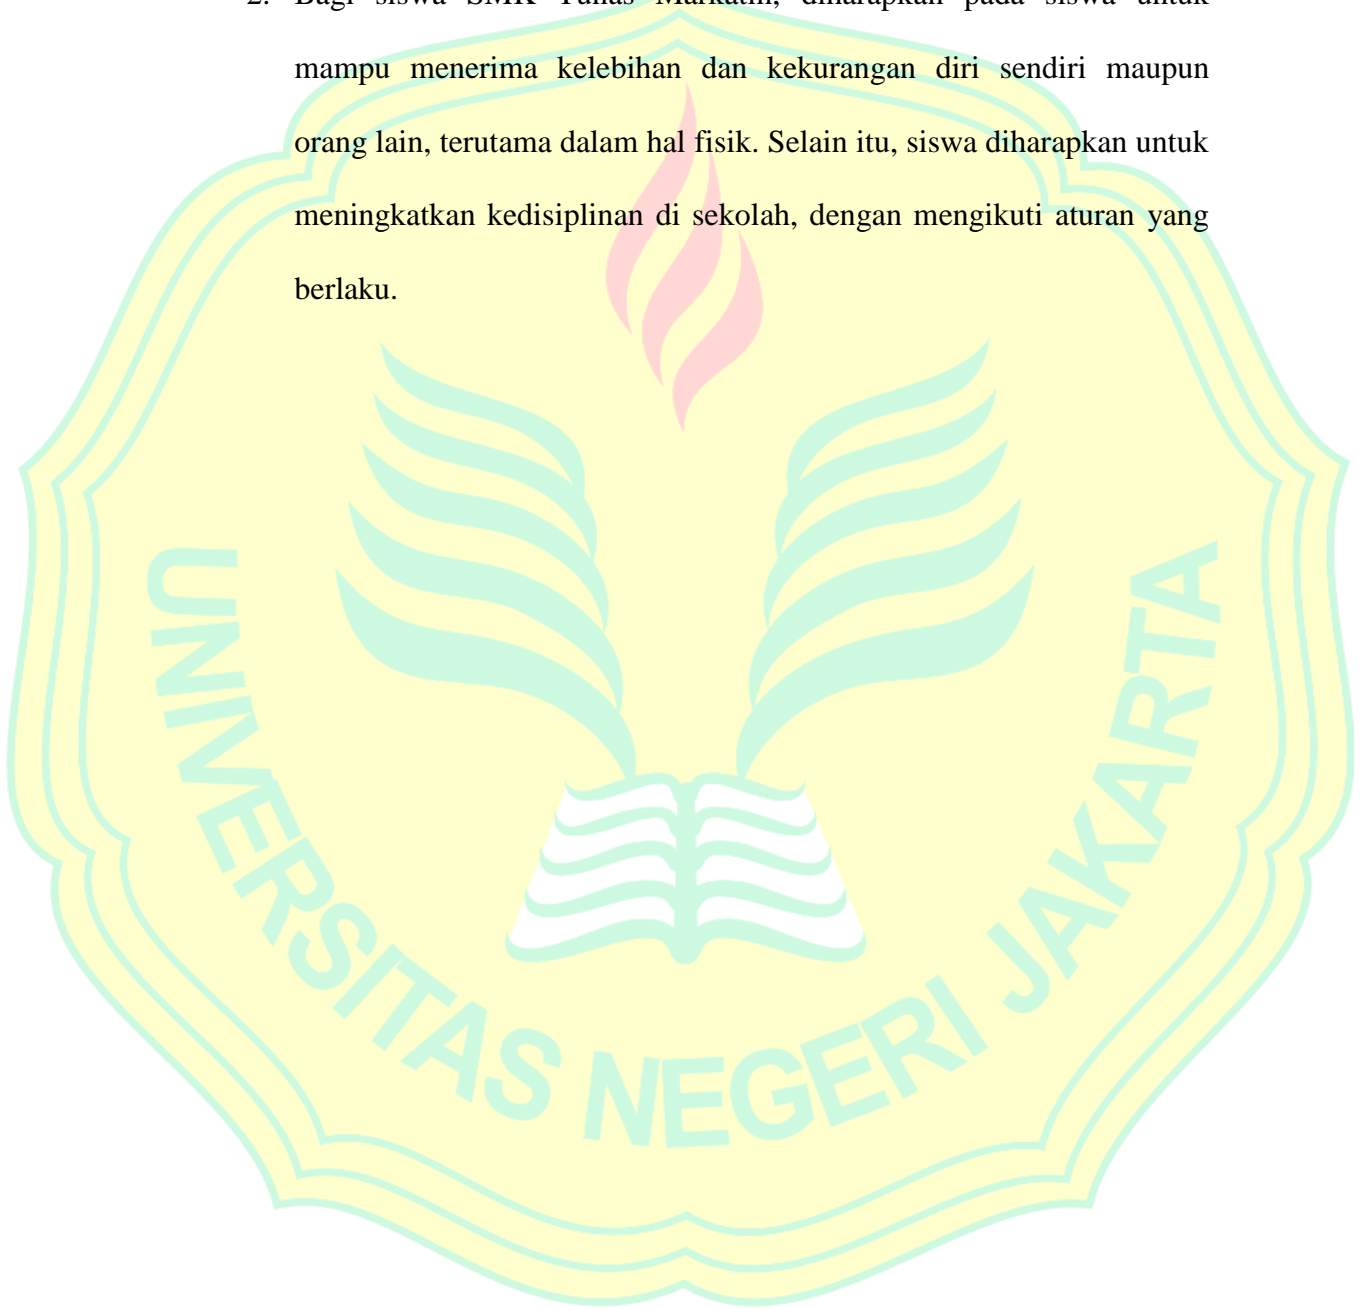 2. Bagi siswa SMK Tunas Markatin, diharapkan pada siswa untuk
mampu menerima kelebihan dan kekurangan diri sendiri maupun
orang lain, terutama dalam hal fisik. Selain itu, siswa diharapkan untuk
meningkatkan kedisiplinan di sekolah, dengan mengikuti aturan yang
berlaku.
UNIVERSITAS NEGERI JAKARTA